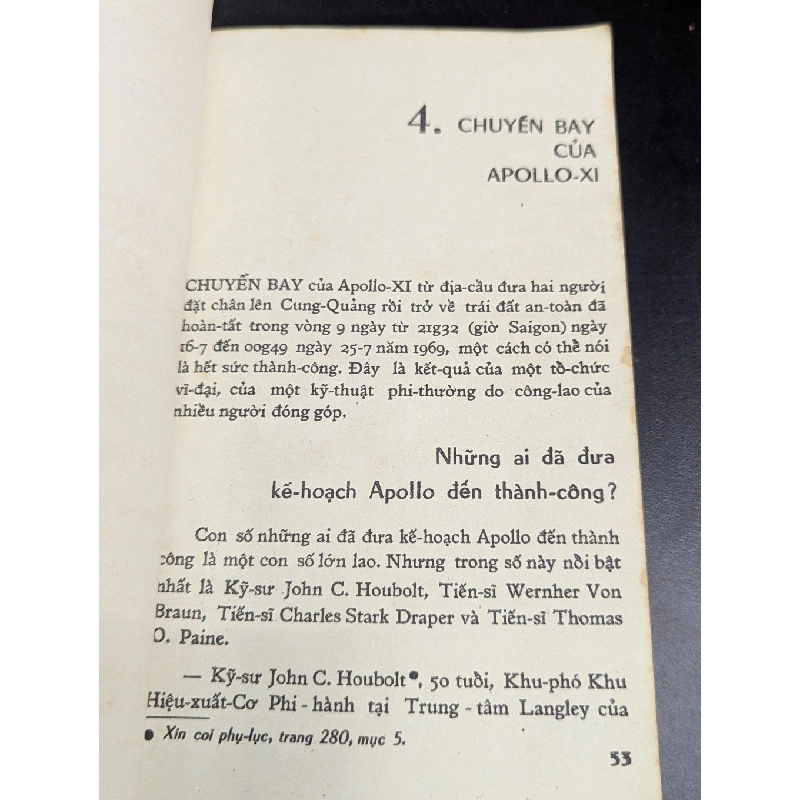 4. CHUYẾN BAY
CỦA
APOLLO-XI
CHUYẾN BAY của Apollo-XI từ địa-cầu đưa hai người
đặt chân lên Cung-Quảng rồi trở về trái đất an-toàn đã
hoàn-tất trong vòng 9 ngày từ 21g32 (giờ Saigon) ngày
16-7 đến 00g49 ngày 25-7 năm 1969, một cách có thể nói
là hết sức thành-công. Đây là kết-quả của một tổ-chức
vĩ-đại, của một kỹ-thuật phi-thường do công-lao của
nhiều người đóng góp.
Những ai đã đưa
kế-hoạch Apollo đến thành-công?
Con số những ai đã đưa kế-hoạch Apollo đến thành
công là một con số lớn lao. Nhưng trong số này nổi bật
nhất là Kỹ-sư John C. Houbolt, Tiến-sĩ Wernher Von
Braun, Tiến-sĩ Charles Stark Draper và Tiến-sĩ Thomas
O. Paine.
— Kỹ-sư John C. Houbolt●, 50 tuổi, Khu-phó Khu
Hiệu-xuất-Cơ Phi-hành tại Trung-tâm Langley của
● Xin coi phụ-lục, trang 280, mục 5.
53